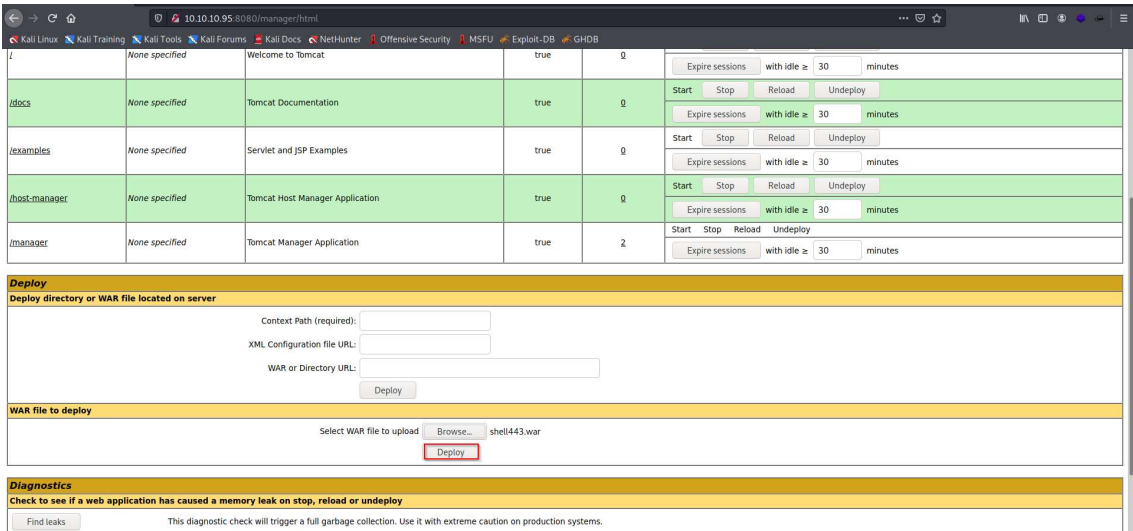 10.10.10.95:8080/manager/html
Kali Linux Kali Training Kali Tools Kali Forums Kali Docs NetHunter Offensive Security MSFU Exploit-DB GHDB
/ None specified Welcome to Tomcat true 0
Expire sessions with idle ≥ 30 minutes
/docs None specified Tomcat Documentation true 0 Start Stop Reload Undeploy
Expire sessions with idle ≥ 30 minutes
/examples None specified Servlet and JSP Examples true 0 Start Stop Reload Undeploy
Expire sessions with idle ≥ 30 minutes
/host-manager None specified Tomcat Host Manager Application true 0 Start Stop Reload Undeploy
Expire sessions with idle ≥ 30 minutes
/manager None specified Tomcat Manager Application true 2 Start Stop Reload Undeploy
Expire sessions with idle ≥ 30 minutes
Deploy
Deploy directory or WAR file located on server
Context Path (required):
XML Configuration file URL:
WAR or Directory URL:
Deploy
WAR file to deploy
Select WAR file to upload Browse... shell443.war
Deploy
Diagnostics
Check to see if a web application has caused a memory leak on stop, reload or undeploy
Find leaks This diagnostic check will trigger a full garbage collection. Use it with extreme caution on production systems.